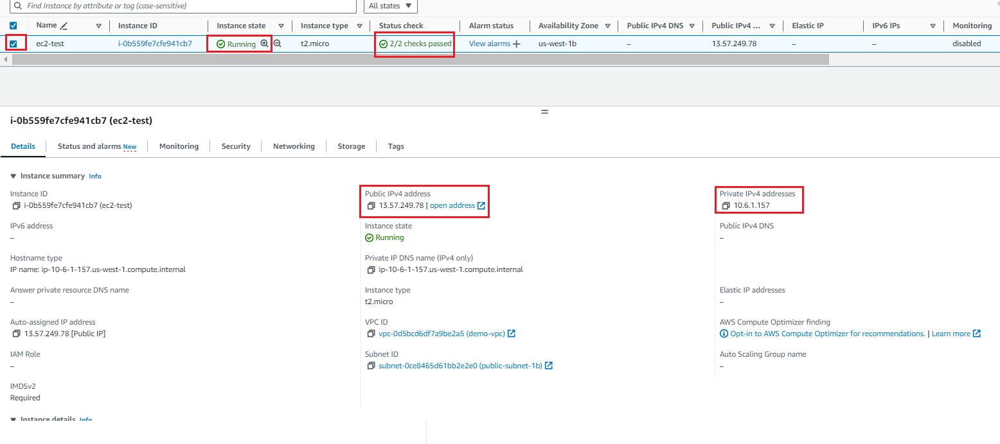 Find Instance by attribute or tag (case-sensitive) All states
Name Instance ID Instance state Instance type Status check Alarm status Availability Zone Public IPv4 DNS Public IPv4 ... Elastic IP IPv6 IPs Monitoring
ec2-test i-0b559fe7cfe941cb7 Running t2.micro 2/2 checks passed View alarms us-west-1b – 13.57.249.78 – – disabled
i-0b559fe7cfe941cb7 (ec2-test)
Details Status and alarms New Monitoring Security Networking Storage Tags
Instance summary Info
Instance ID Public IPv4 address Private IPv4 addresses
i-0b559fe7cfe941cb7 (ec2-test) 13.57.249.78 | open address 10.6.1.157
IPv6 address Instance state Public IPv4 DNS
– Running –
Hostname type Private IP DNS name (IPv4 only)
IP name: ip-10-6-1-157.us-west-1.compute.internal ip-10-6-1-157.us-west-1.compute.internal
Answer private resource DNS name Instance type Elastic IP addresses
– t2.micro –
Auto-assigned IP address VPC ID AWS Compute Optimizer finding
13.57.249.78 [Public IP] vpc-0d5bcd6df7a9be2a5 (demo-vpc) Opt-in to AWS Compute Optimizer for recommendations. | Learn more
IAM Role Subnet ID Auto Scaling Group name
– subnet-0ce8465d61bb2e2e0 (public-subnet-1b) –
IMDSv2
Required
Instance details Info